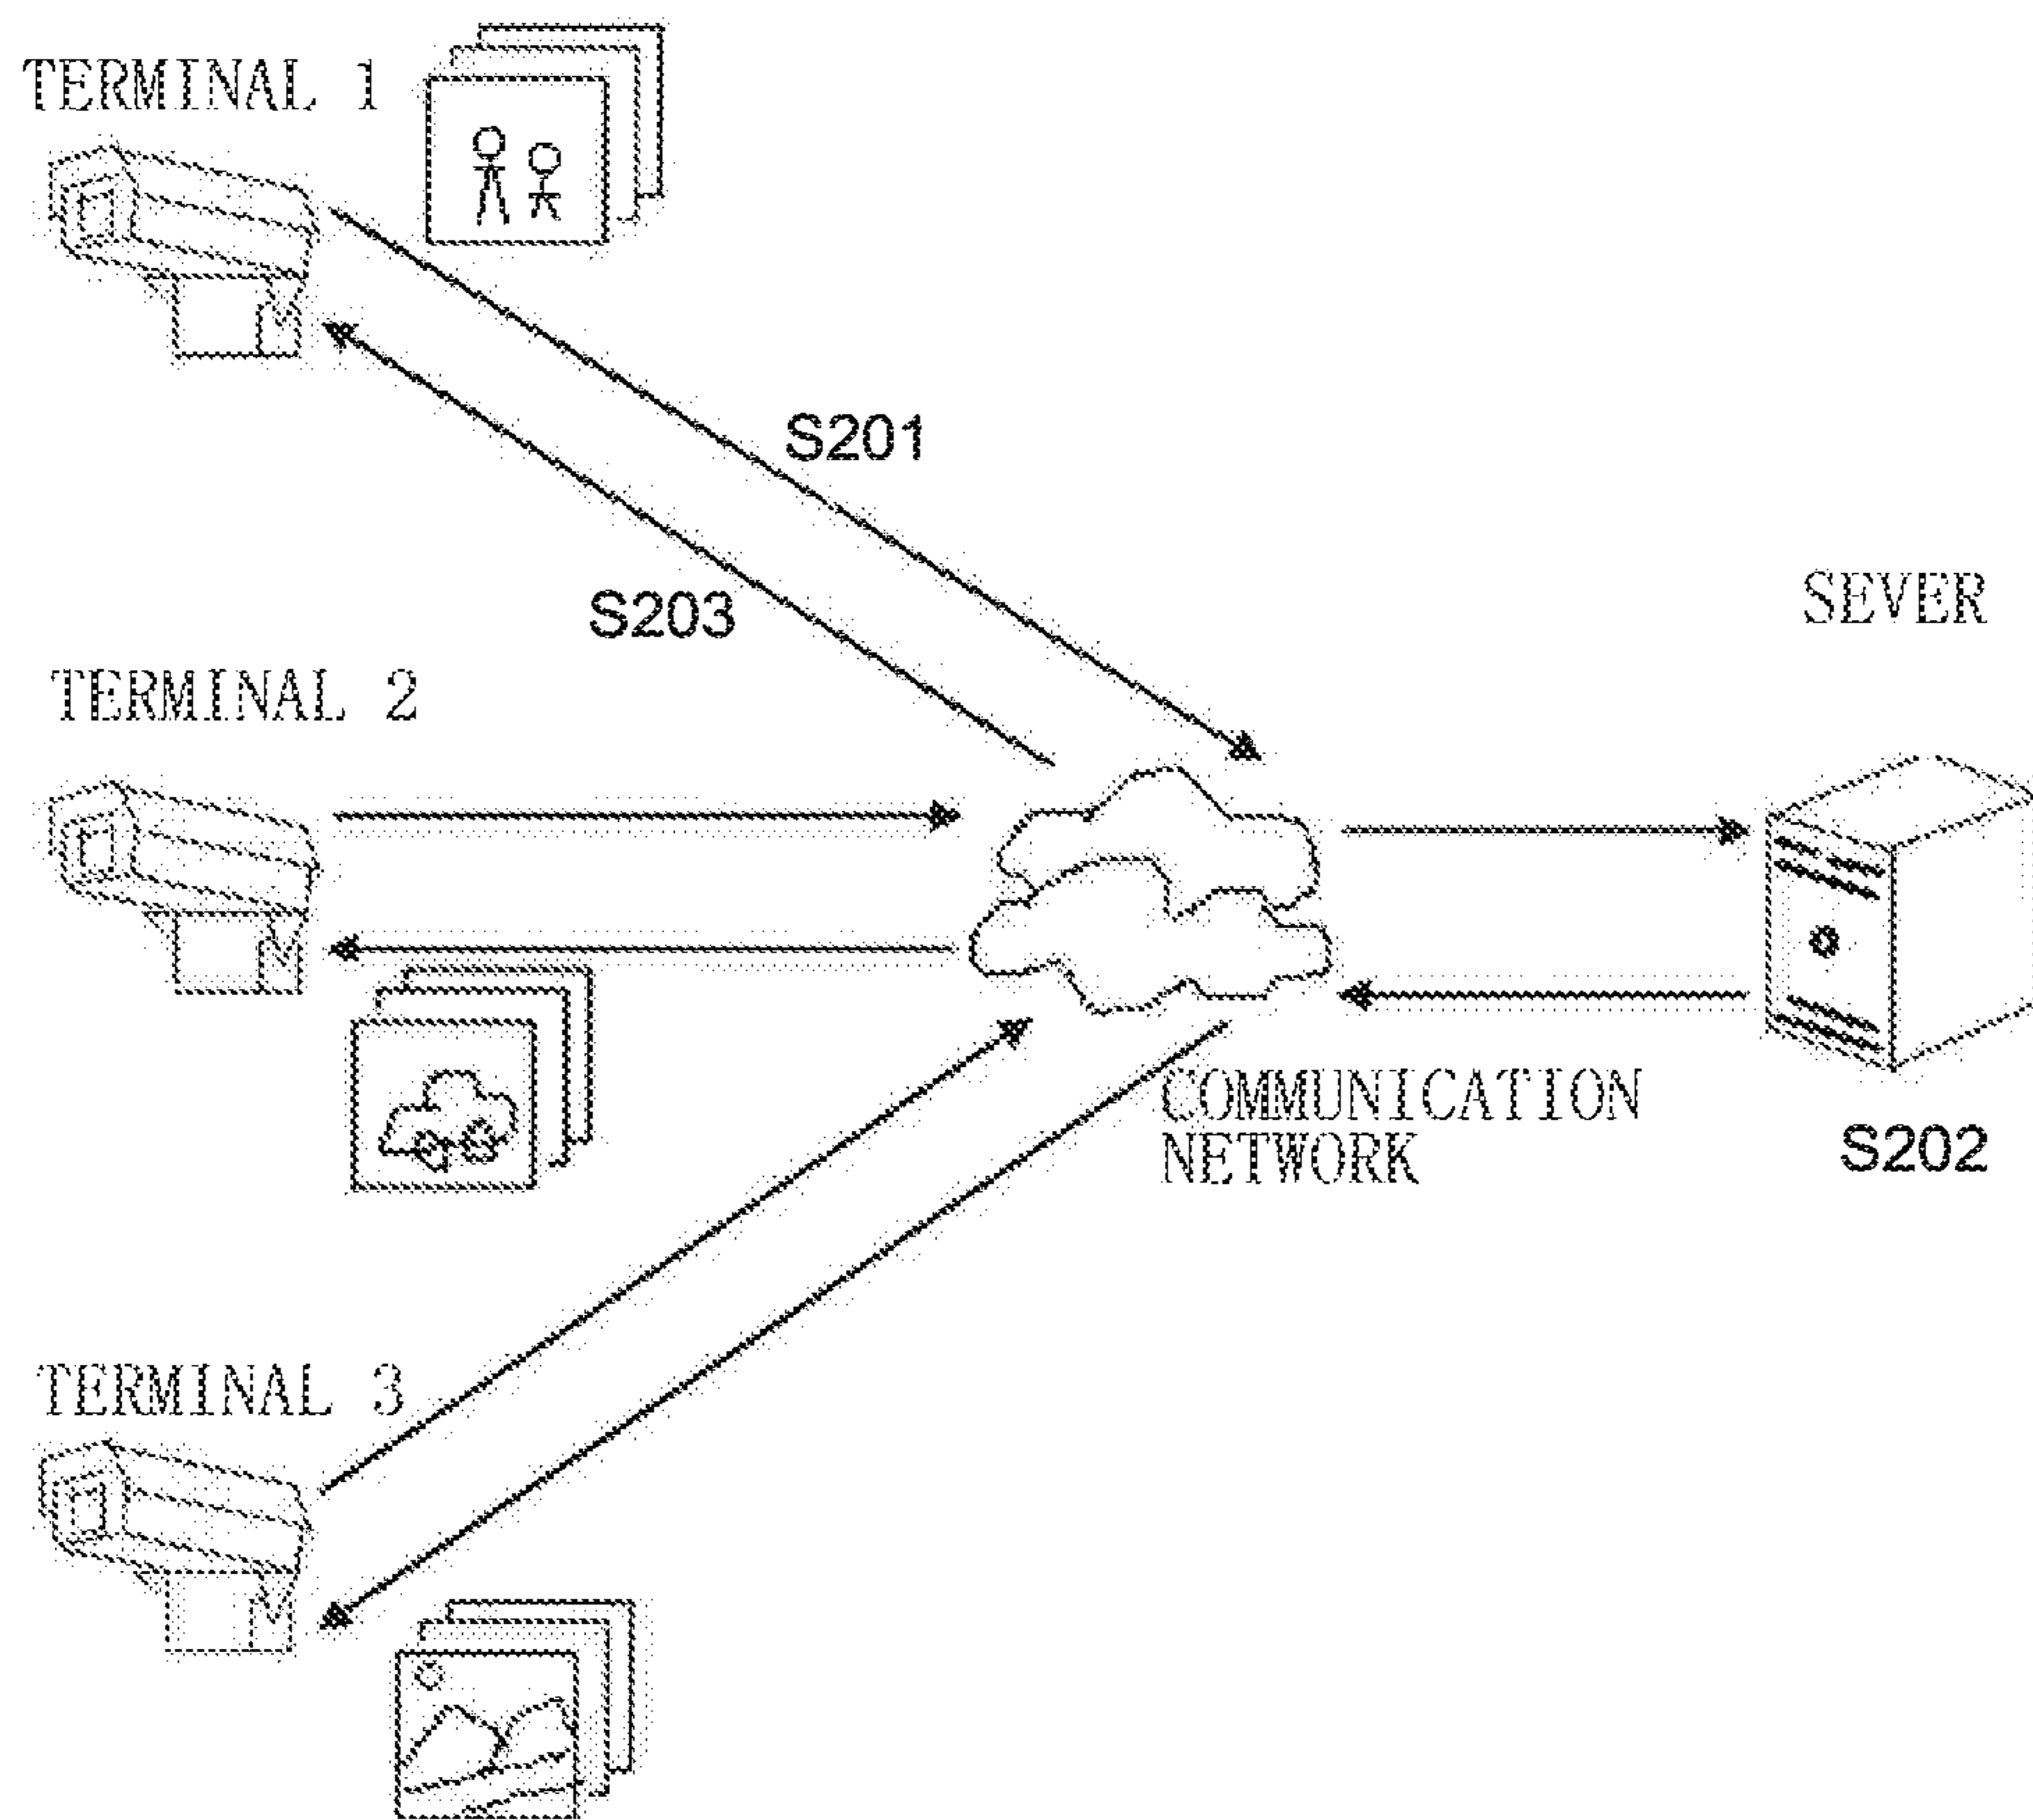 TERMINAL 1
S201
S203
SEVER
TERMINAL 2
COMMUNICATION
NETWORK
S202
TERMINAL 3